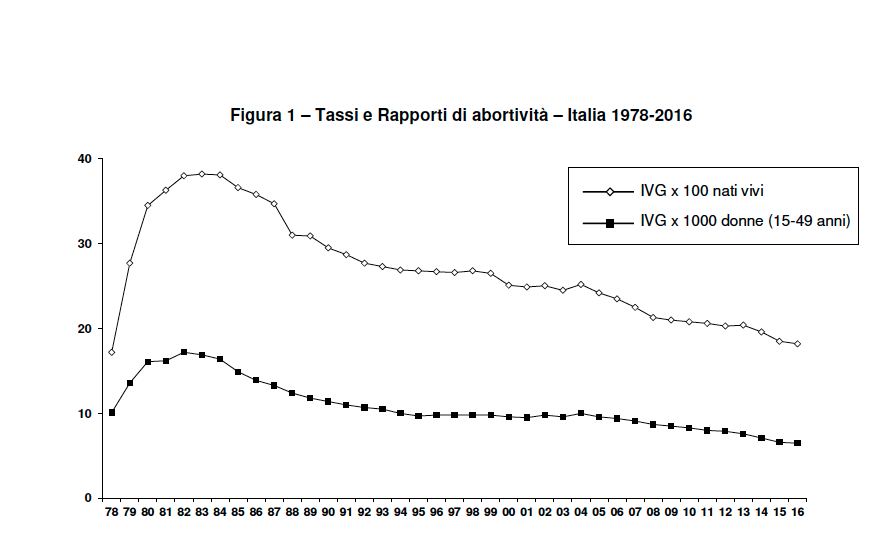 Figura 1 – Tassi e Rapporti di abortività – Italia 1978-2016
40
IVG x 100 nati vivi
IVG x 1000 donne (15-49 anni)
30
20
10
0
78 79 80 81 82 83 84 85 86 87 88 89 90 91 92 93 94 95 96 97 98 99 00 01 02 03 04 05 06 07 08 09 10 11 12 13 14 15 16